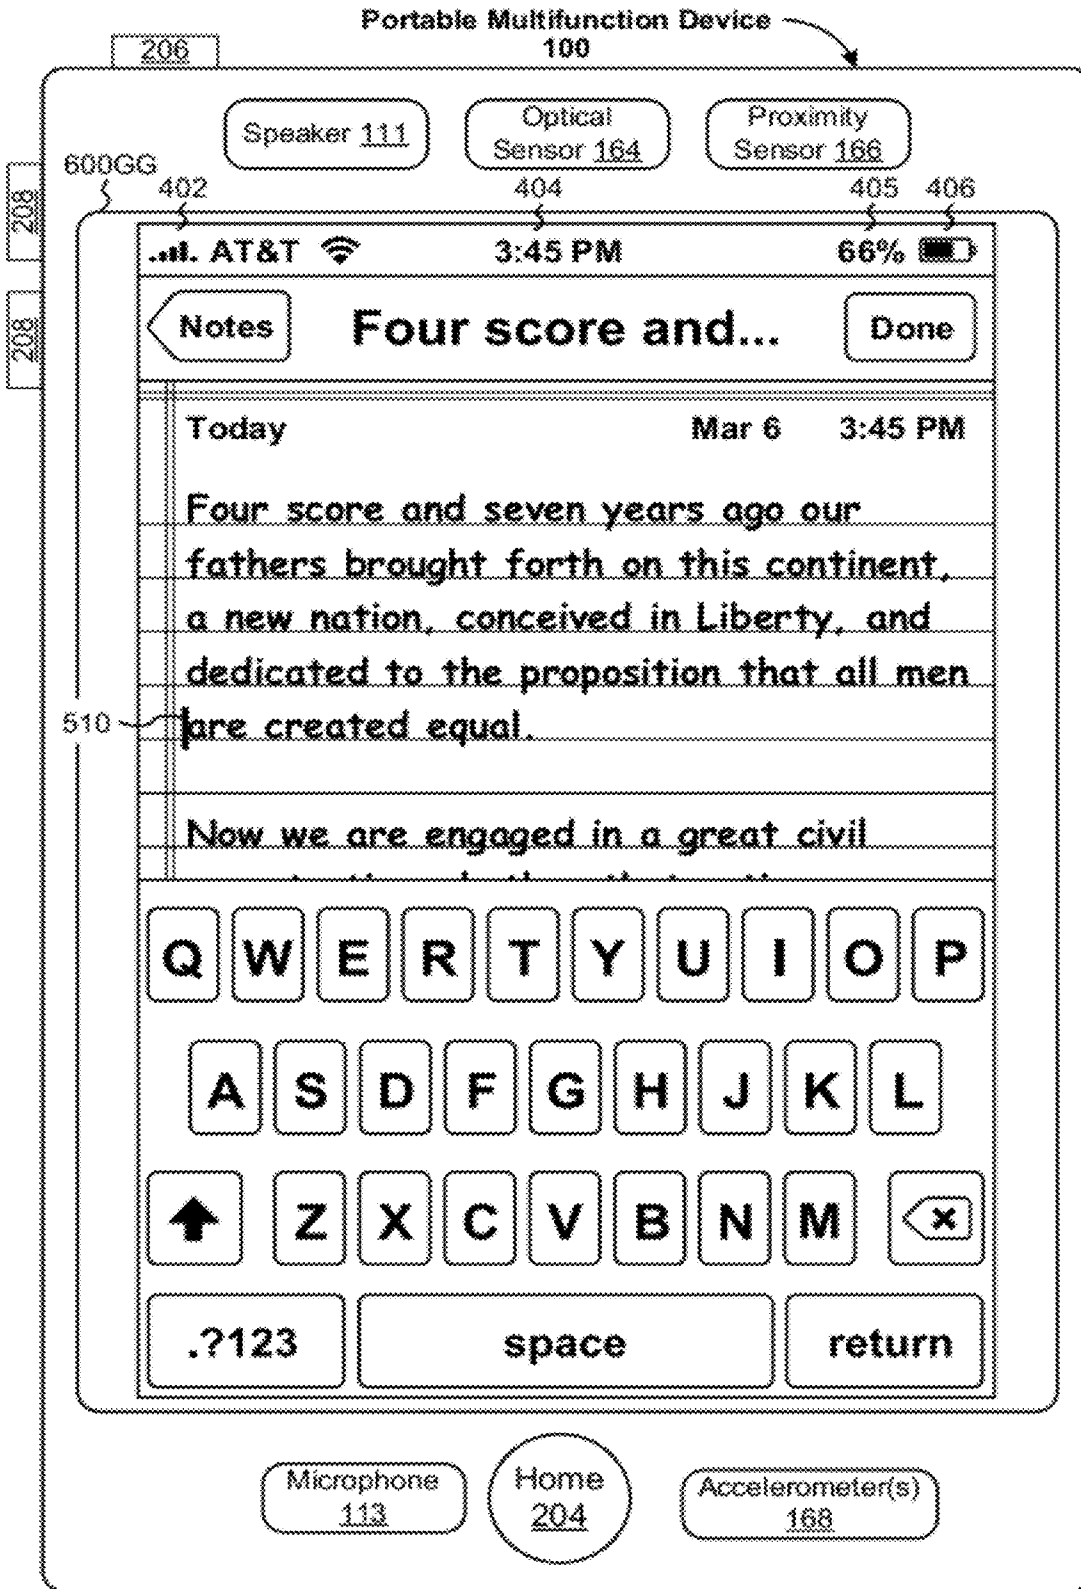 Portable Multifunction Device
100
206
Speaker 111
Optical
Sensor 164
Proximity
Sensor 166
600GG
402
404
405
406
208
208
AT&T
3:45 PM
66%
Notes
Four score and...
Done
Today
Mar 6
3:45 PM
Four score and seven years ago our
fathers brought forth on this continent,
a new nation, conceived in Liberty, and
dedicated to the proposition that all men
510
are created equal.
Now we are engaged in a great civil
Q W E R T Y U I O P
A S D F G H J K L
Z X C V B N M
.?123
space
return
Microphone
113
Home
204
Accelerometer(s)
168